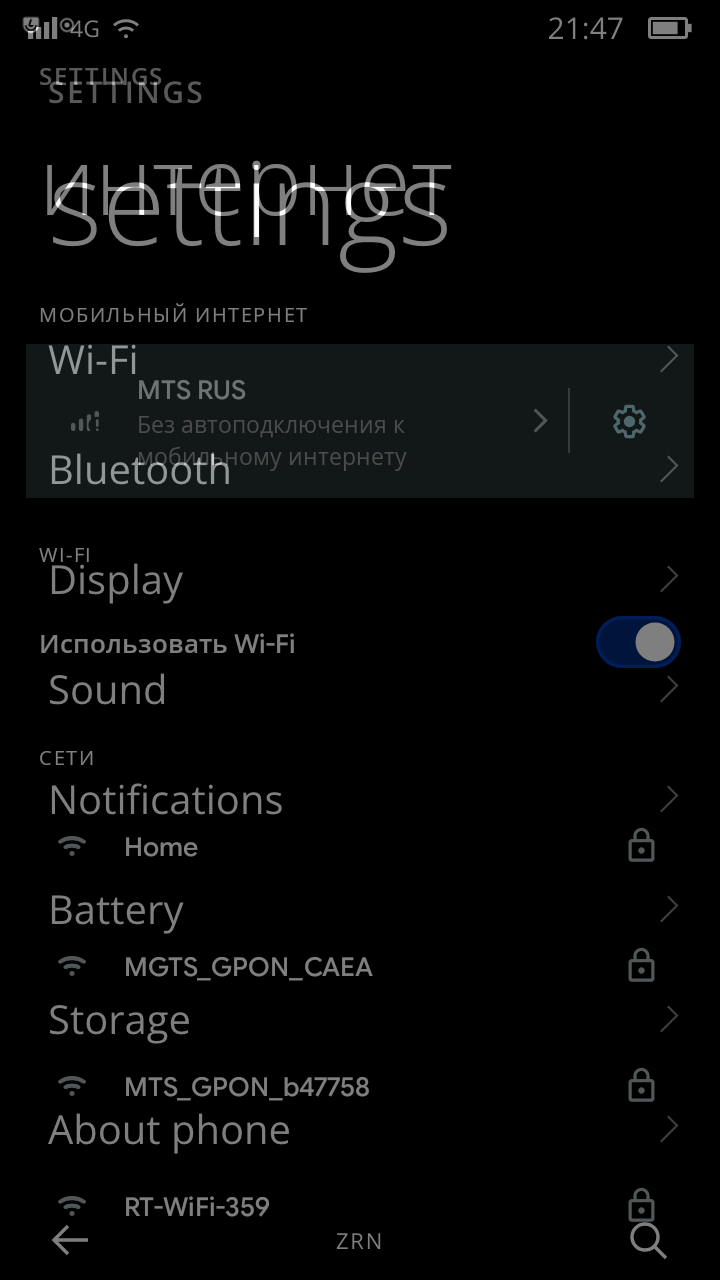 4G 21:47
SETTINGS
SETTINGS
интернет
settings
МОБИЛЬНЫЙ ИНТЕРНЕТ
Wi-Fi
MTS RUS
Без автоподключения к
мобильному интернету
Bluetooth
WI-FI
Display
Использовать Wi-Fi
Sound
СЕТИ
Notifications
Home
Battery
MGTS_GPON_CAEA
Storage
MTS_GPON_b47758
About phone
RT-WiFi-359
ZRN